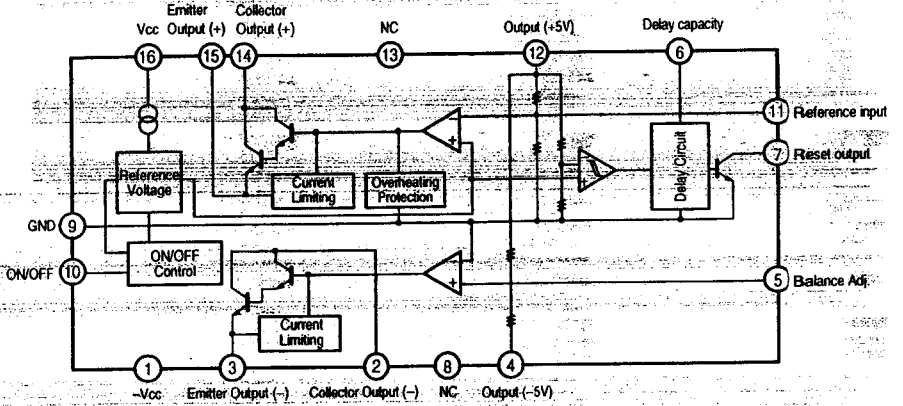 Emitter
Collector
Vcc
Output (+)
Output (+)
NC
Output (+5V)
Delay capacity
16
15
14
13
12
6
11
Reference input
7
Reset output
Reference
Voltage
Current
Limiting
Overheating
Protection
Delay Circuit
GND
9
ON/OFF
10
ON/OFF
Control
5
Balance Adj.
Current
Limiting
1
3
2
8
4
–Vcc
Emitter Output (–)
Collector Output (–)
NC
Output (–5V)